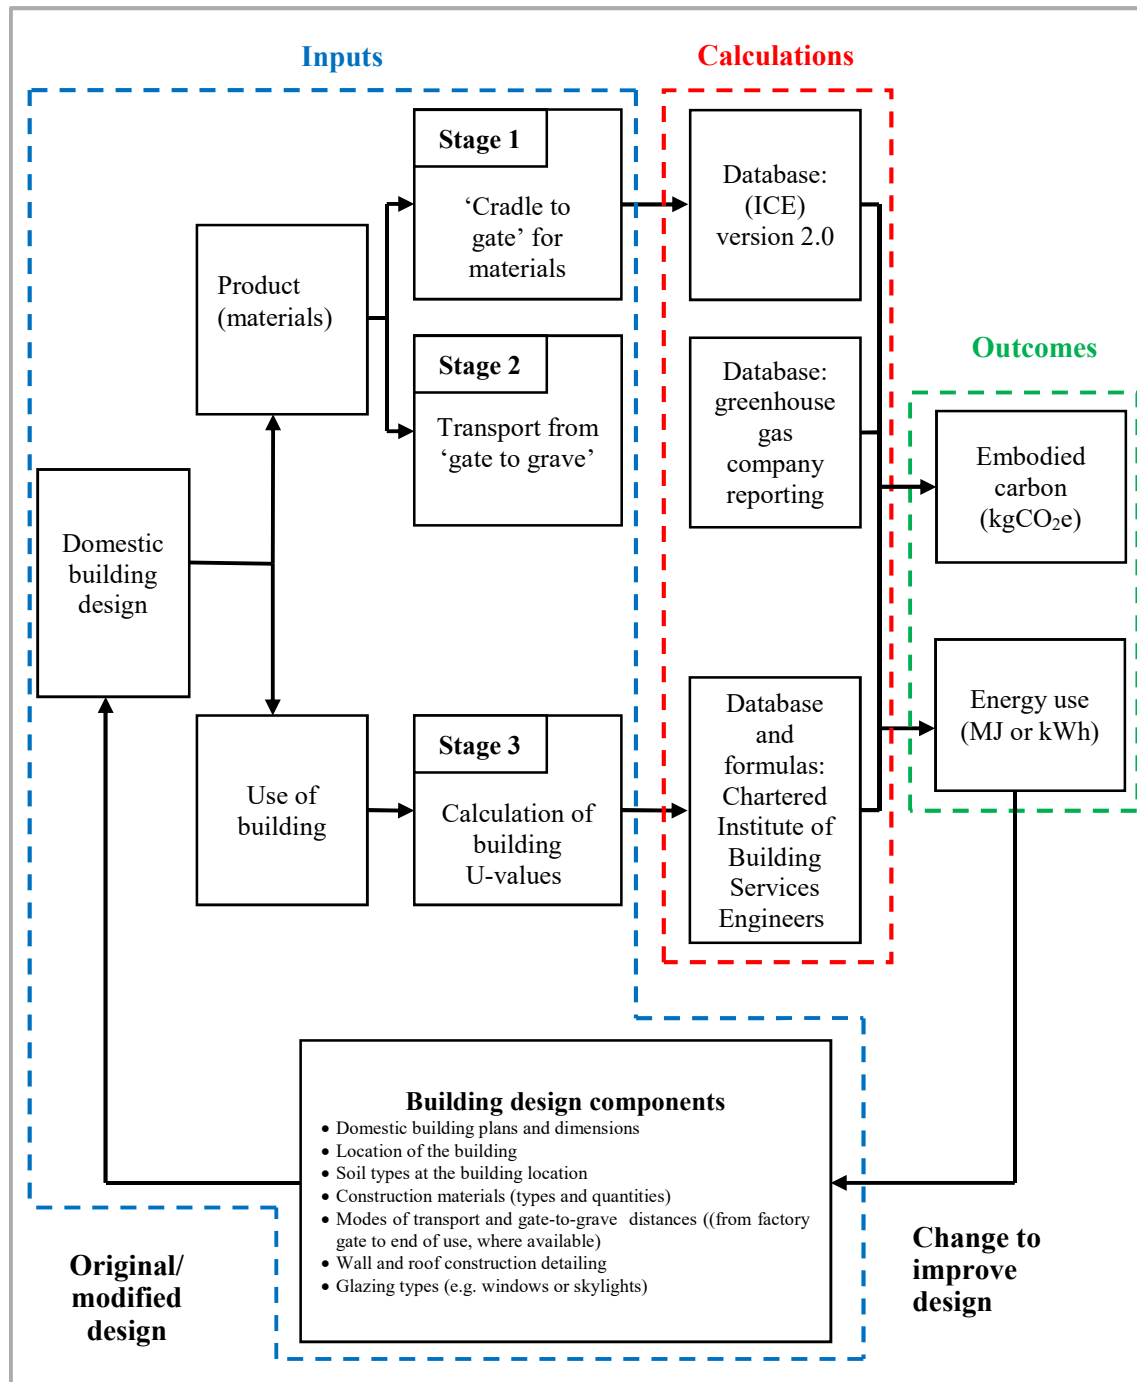 Inputs
Calculations
Stage 1
‘Cradle to
gate’ for
materials
Database:
(ICE)
version 2.0
Product
(materials)
Stage 2
Transport from
‘gate to grave’
Database:
greenhouse
gas
company
reporting
Outcomes
Embodied
carbon
(kgCO₂e)
Domestic
building
design
Energy use
(MJ or kWh)
Use of
building
Stage 3
Calculation of
building
U-values
Database
and
formulas:
Chartered
Institute of
Building
Services
Engineers
Building design components
• Domestic building plans and dimensions
• Location of the building
• Soil types at the building location
• Construction materials (types and quantities)
• Modes of transport and gate-to-grave distances ((from factory
gate to end of use, where available)
• Wall and roof construction detailing
• Glazing types (e.g. windows or skylights)
Original/
modified
design
Change to
improve
design